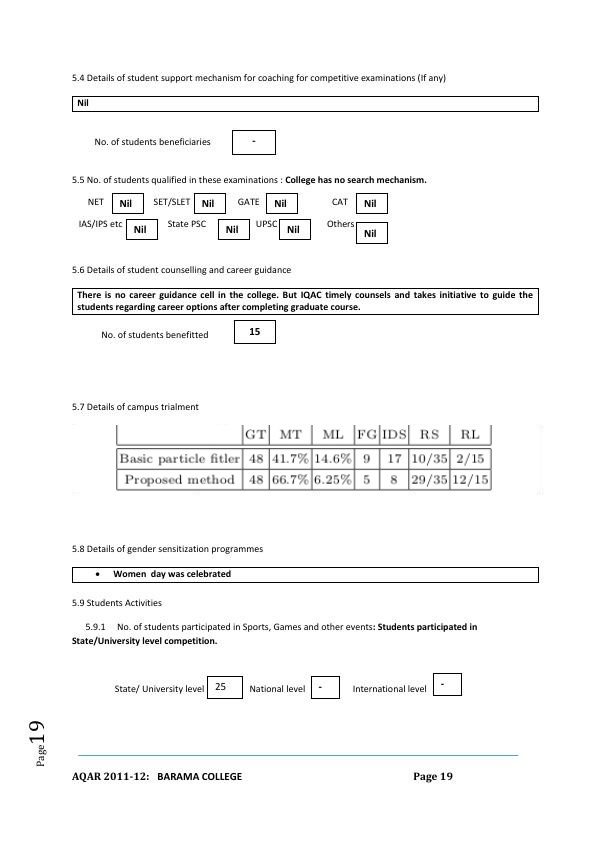 5.4 Details of student support mechanism for coaching for competitive examinations (If any)
Nil
No. of students beneficiaries -
5.5 No. of students qualified in these examinations : College has no search mechanism.
NET Nil SET/SLET Nil GATE Nil CAT Nil
IAS/IPS etc Nil State PSC Nil UPSC Nil Others Nil
5.6 Details of student counselling and career guidance
There is no career guidance cell in the college. But IQAC timely counsels and takes initiative to guide the
students regarding career options after completing graduate course.
No. of students benefitted 15
5.7 Details of campus trialment
GT MT ML FG IDS RS RL
Basic particle fitler 48 41.7% 14.6% 9 17 10/35 2/15
Proposed method 48 66.7% 6.25% 5 8 29/35 12/15
5.8 Details of gender sensitization programmes
• Women day was celebrated
5.9 Students Activities
5.9.1 No. of students participated in Sports, Games and other events: Students participated in
State/University level competition.
State/ University level 25 National level - International level -
Page19
AQAR 2011-12: BARAMA COLLEGE Page 19